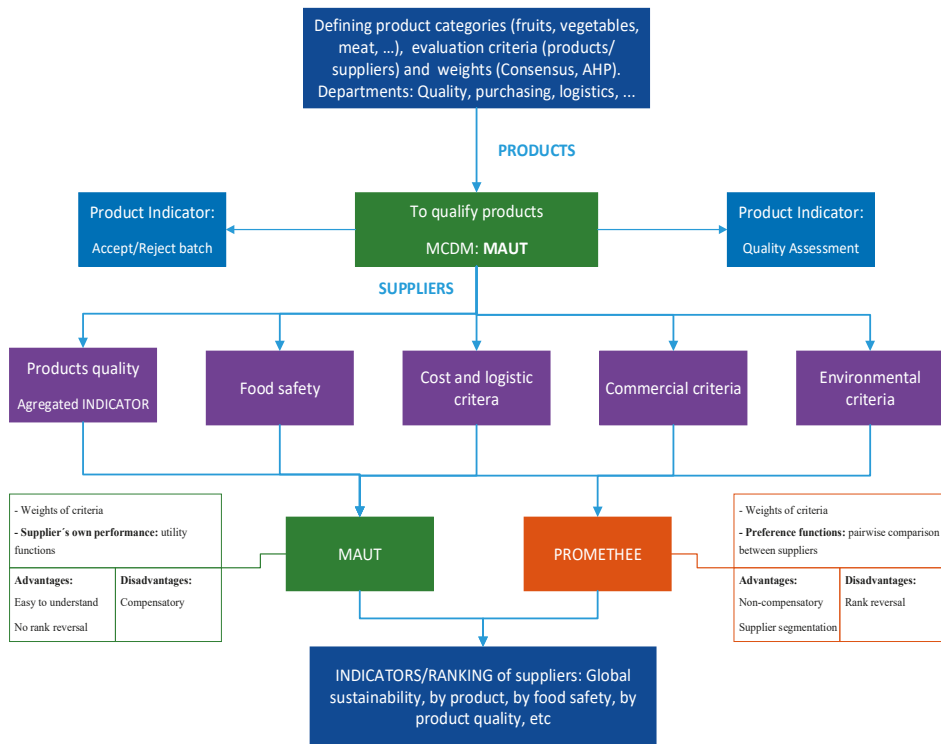 Defining product categories (fruits, vegetables,
meat, …), evaluation criteria (products/
suppliers) and weights (Consensus, AHP).
Departments: Quality, purchasing, logistics, ...
PRODUCTS
Product Indicator:
Accept/Reject batch
To qualify products
MCDM: MAUT
Product Indicator:
Quality Assessment
SUPPLIERS
Products quality
Agregated INDICATOR
Food safety
Cost and logistic
critera
Commercial criteria
Environmental
criteria
- Weights of criteria
- Supplier´s own performance: utility
functions
Advantages:
Easy to understand
No rank reversal
Disadvantages:
Compensatory
MAUT
PROMETHEE
- Weights of criteria
- Preference functions: pairwise comparison
between suppliers
Advantages:
Non-compensatory
Supplier segmentation
Disadvantages:
Rank reversal
INDICATORS/RANKING of suppliers: Global
sustainability, by product, by food safety, by
product quality, etc